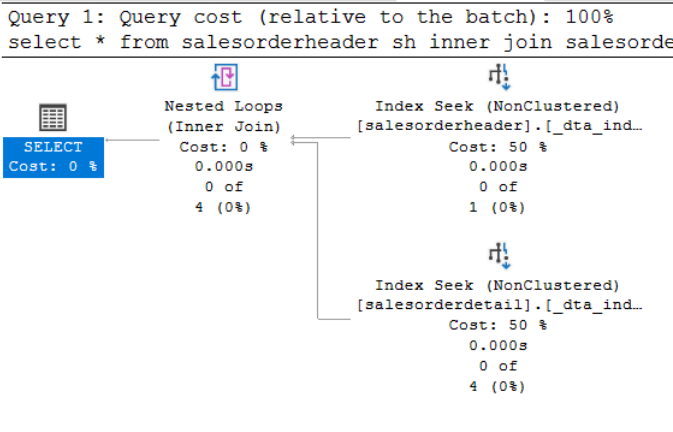 Query 1: Query cost (relative to the batch): 100%
select * from salesorderheader sh inner join salesorde
Nested Loops
(Inner Join)
Cost: 0 %
0.000s
0 of
4 (0%)
Index Seek (NonClustered)
[salesorderheader].[_dta_ind…
Cost: 50 %
0.000s
0 of
1 (0%)
SELECT
Cost: 0 %
Index Seek (NonClustered)
[salesorderdetail].[_dta_ind…
Cost: 50 %
0.000s
0 of
4 (0%)